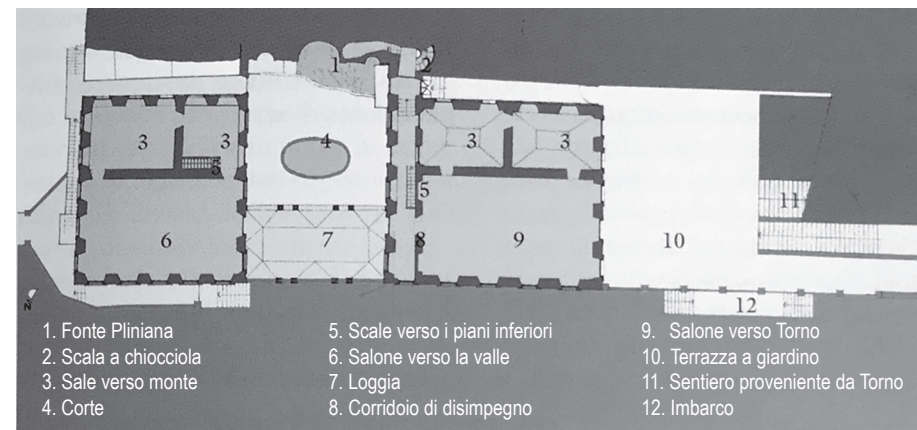 1
2
3
3
4
3
3
5
5
11
6
7
8
9
10
12
N
1. Fonte Pliniana
2. Scala a chiocciola
3. Sale verso monte
4. Corte
5. Scale verso i piani inferiori
6. Salone verso la valle
7. Loggia
8. Corridoio di disimpegno
9. Salone verso Torno
10. Terrazza a giardino
11. Sentiero proveniente da Torno
12. Imbarco